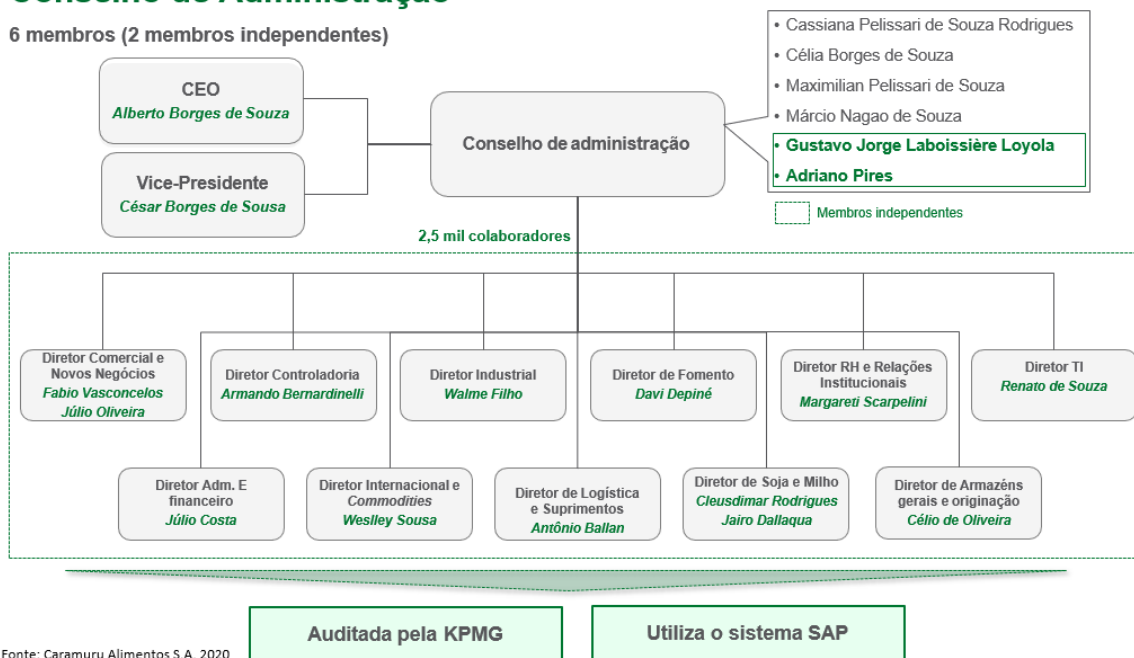 Conselho de Administração
6 membros (2 membros independentes)
CEO
Alberto Borges de Souza
Vice-Presidente
César Borges de Sousa
Conselho de administração
• Cassiana Pelissari de Souza Rodrigues
• Célia Borges de Souza
• Maximilian Pelissari de Souza
• Márcio Nagao de Souza
• Gustavo Jorge Laboissière Loyola
• Adriano Pires
Membros independentes
2,5 mil colaboradores
Diretor Comercial e
Novos Negócios
Fabio Vasconcelos
Júlio Oliveira
Diretor Controladoria
Armando Bernardinelli
Diretor Industrial
Walme Filho
Diretor de Fomento
Davi Depiné
Diretor RH e Relações
Institucionais
Margareti Scarpelini
Diretor TI
Renato de Souza
Diretor Adm. E
financeiro
Júlio Costa
Diretor Internacional e
Commodities
Weslley Sousa
Diretor de Logística
e Suprimentos
Antônio Ballan
Diretor de Soja e Milho
Cleusdimar Rodrigues
Jairo Dallaqua
Diretor de Armazéns
gerais e originação
Célio de Oliveira
Auditada pela KPMG
Utiliza o sistema SAP
Fonte: Caramuru Alimentos S.A. 2020